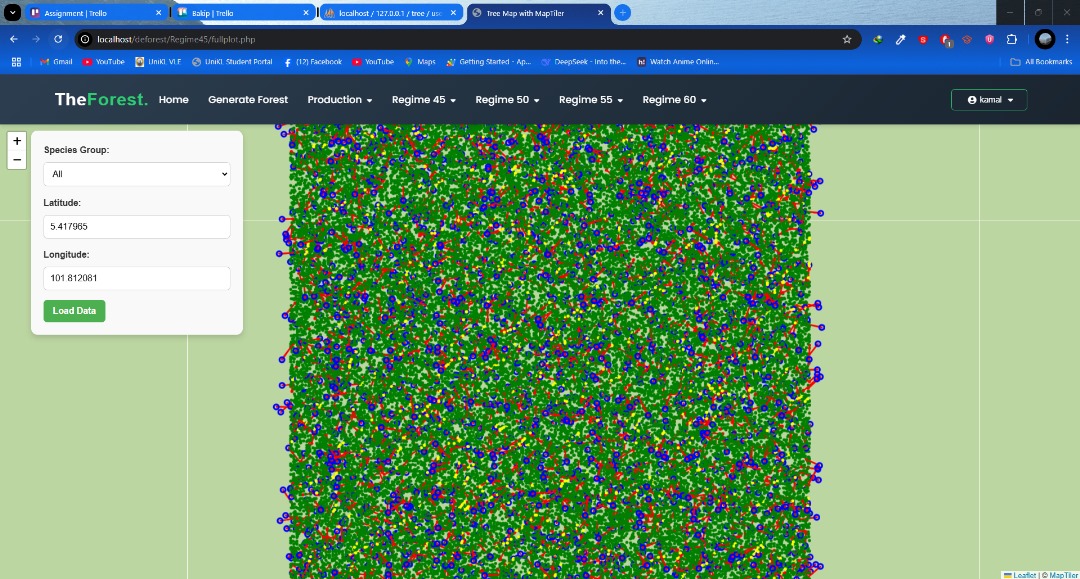 Assignment | Trello
Bakip | Trello
localhost / 127.0.0.1 / tree / use
Tree Map with MapTiler
localhost/deforest/Regime45/fullplot.php
Gmail
YouTube
UniKL VLE
UniKL Student Portal
(12) Facebook
YouTube
Maps
Getting Started - Ap...
DeepSeek - Into the...
Watch Anime Onlin...
All Bookmarks
TheForest.
Home
Generate Forest
Production
Regime 45
Regime 50
Regime 55
Regime 60
kamal
+
−
Species Group:
All
Latitude:
5.417965
Longitude:
101.812081
Load Data
Leaflet | © MapTiler